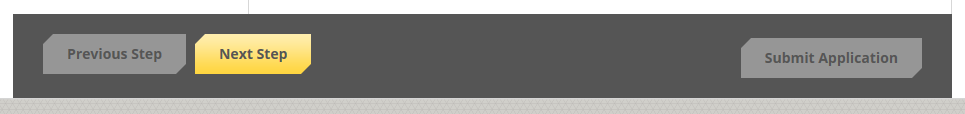 Previous Step
Next Step
Submit Application